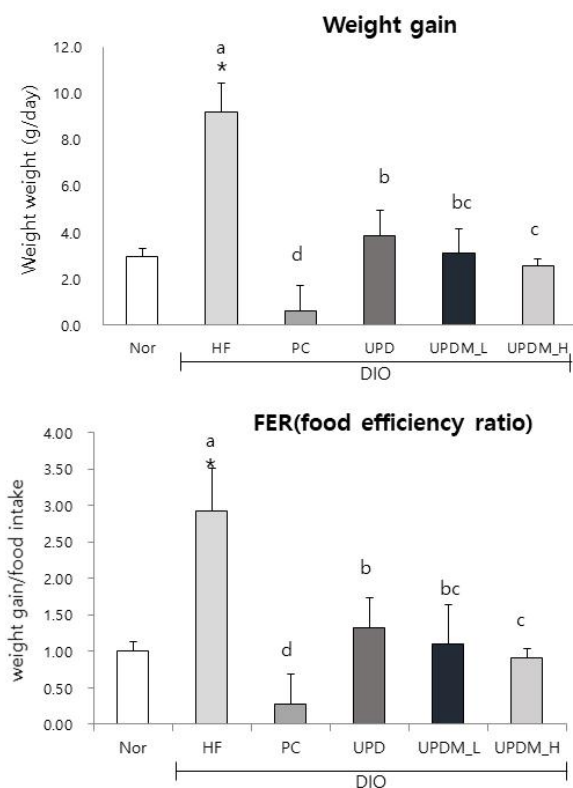 Weight gain
Weight weight (g/day)
12.0
10.0
8.0
6.0
4.0
2.0
0.0
a
*
d
b
bc
c
Nor HF PC UPD UPDM_L UPDM_H
DIO
FER(food efficiency ratio)
weight gain/food intake
4.00
3.50
3.00
2.50
2.00
1.50
1.00
0.50
0.00
a
*
d
b
bc
c
Nor HF PC UPD UPDM_L UPDM_H
DIO